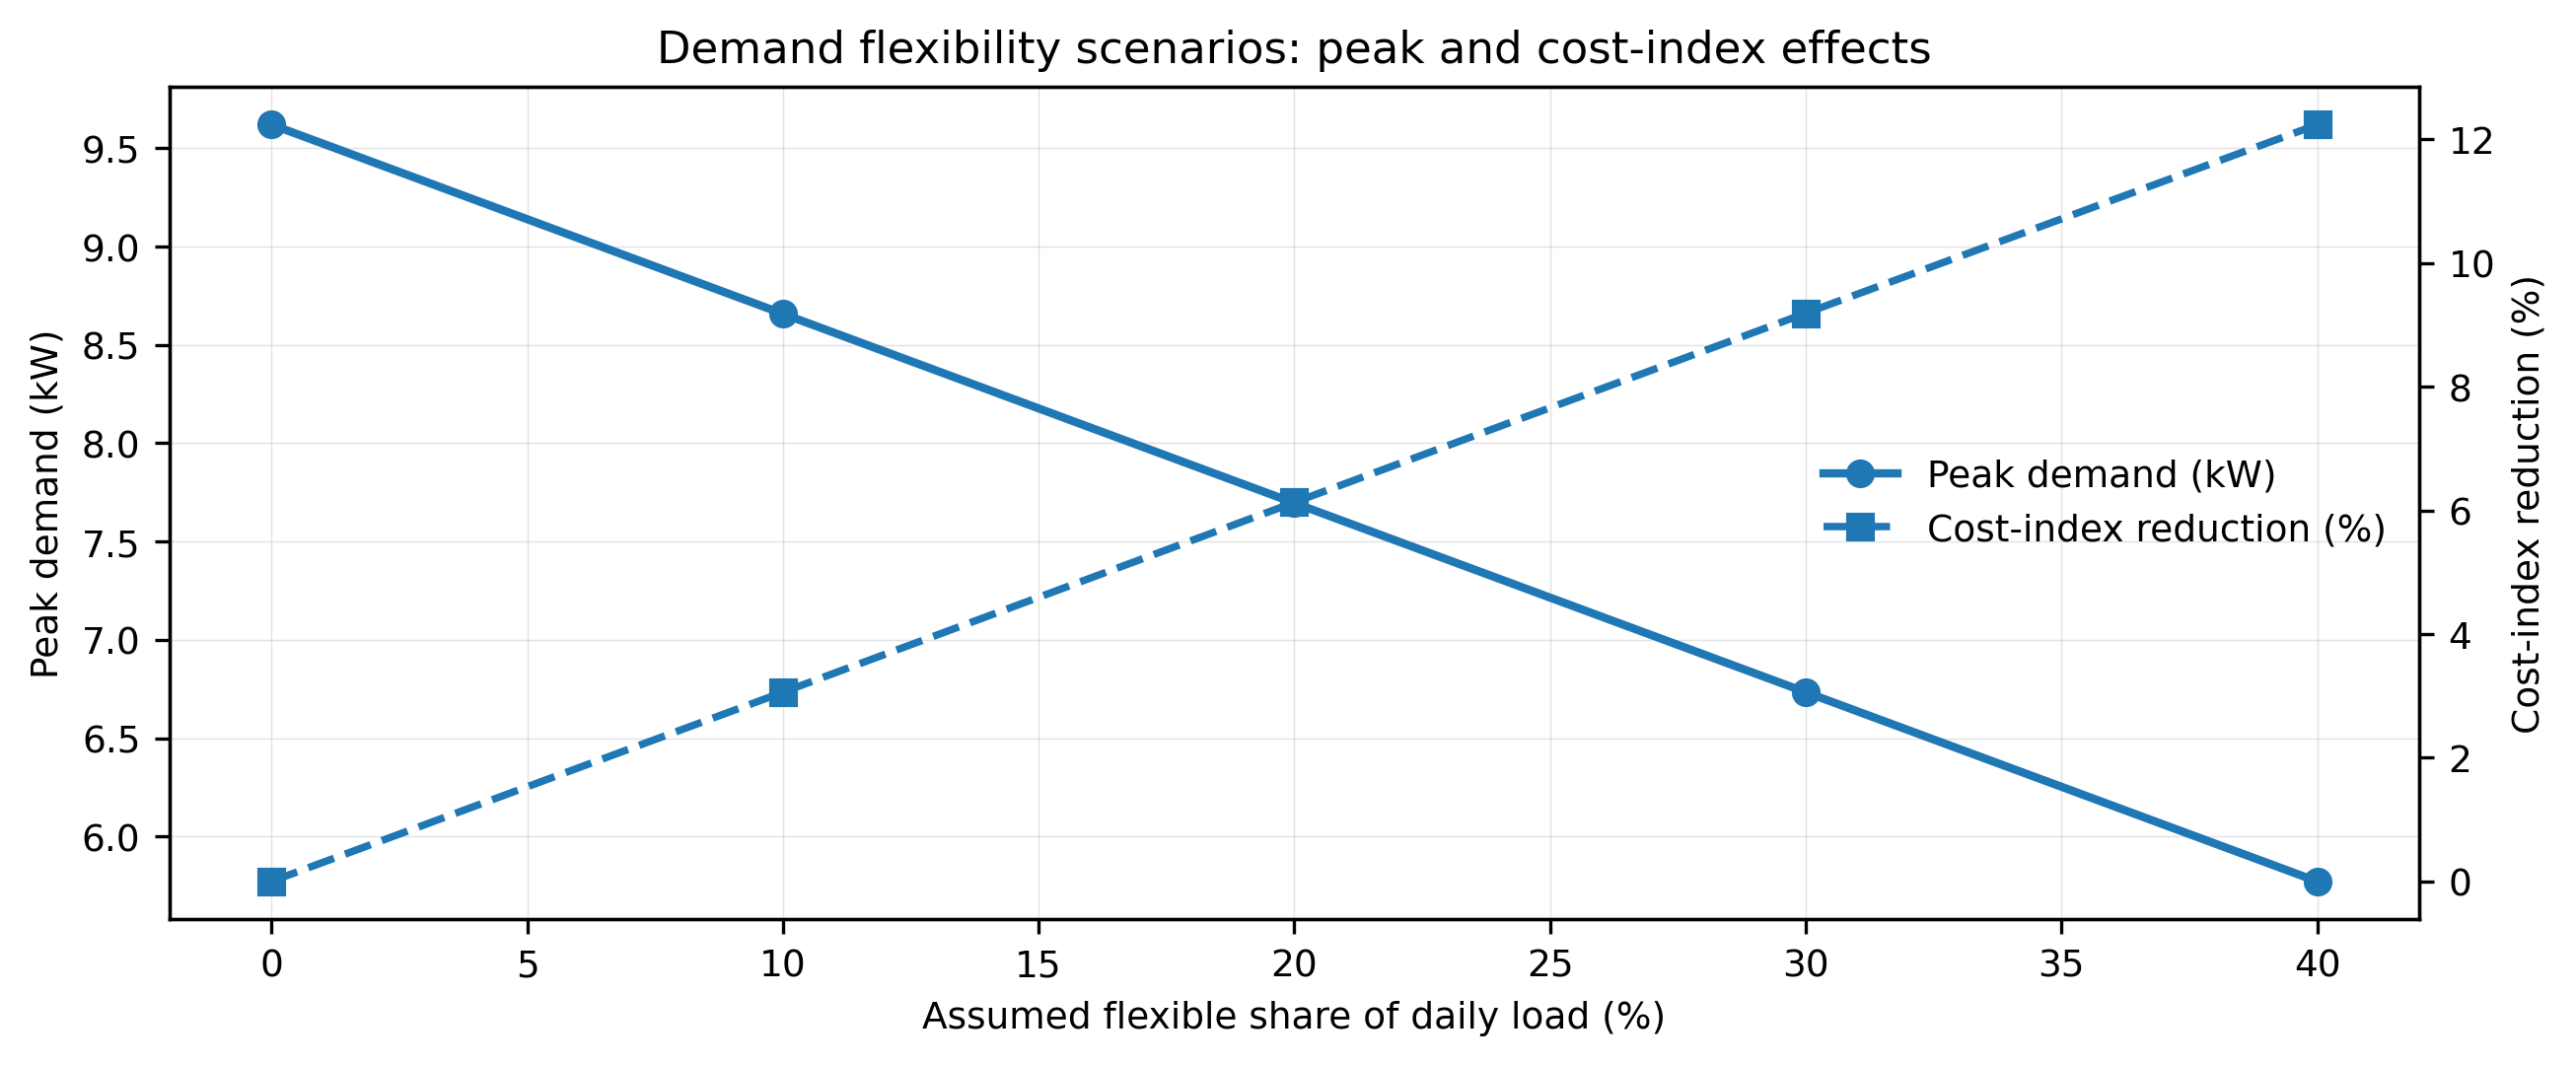 Demand flexibility scenarios: peak and cost-index effects
Peak demand (kW)
9.5
9.0
8.5
8.0
7.5
7.0
6.5
6.0
12
10
8
6
4
2
0
Cost-index reduction (%)
Peak demand (kW)
Cost-index reduction (%)
0 5 10 15 20 25 30 35 40
Assumed flexible share of daily load (%)